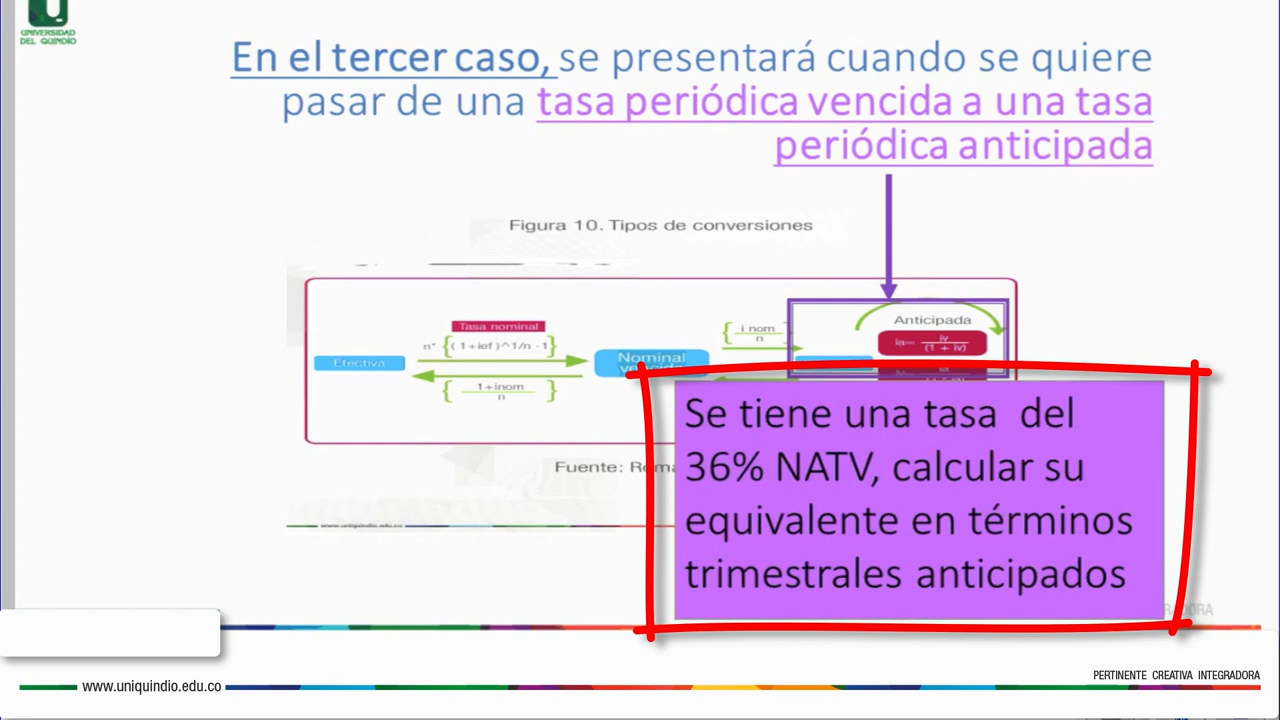 UNIVERSIDAD
DEL QUINDÍO
En el tercer caso, se presentará cuando se quiere
pasar de una tasa periódica vencida a una tasa
periódica anticipada
Figura 10. Tipos de conversiones
Tasa nominal
n* { ( 1+ief )^1/n -1 }
Efectiva
{ 1+inom / n }
Nominal
vencida
{ i nom / n }
Anticipada
ia= iv / (1 + iv)
Fuente:
www.uniquindio.edu.co
Se tiene una tasa del
36% NATV, calcular su
equivalente en términos
trimestrales anticipados
www.uniquindio.edu.co
PERTINENTE CREATIVA INTEGRADORA